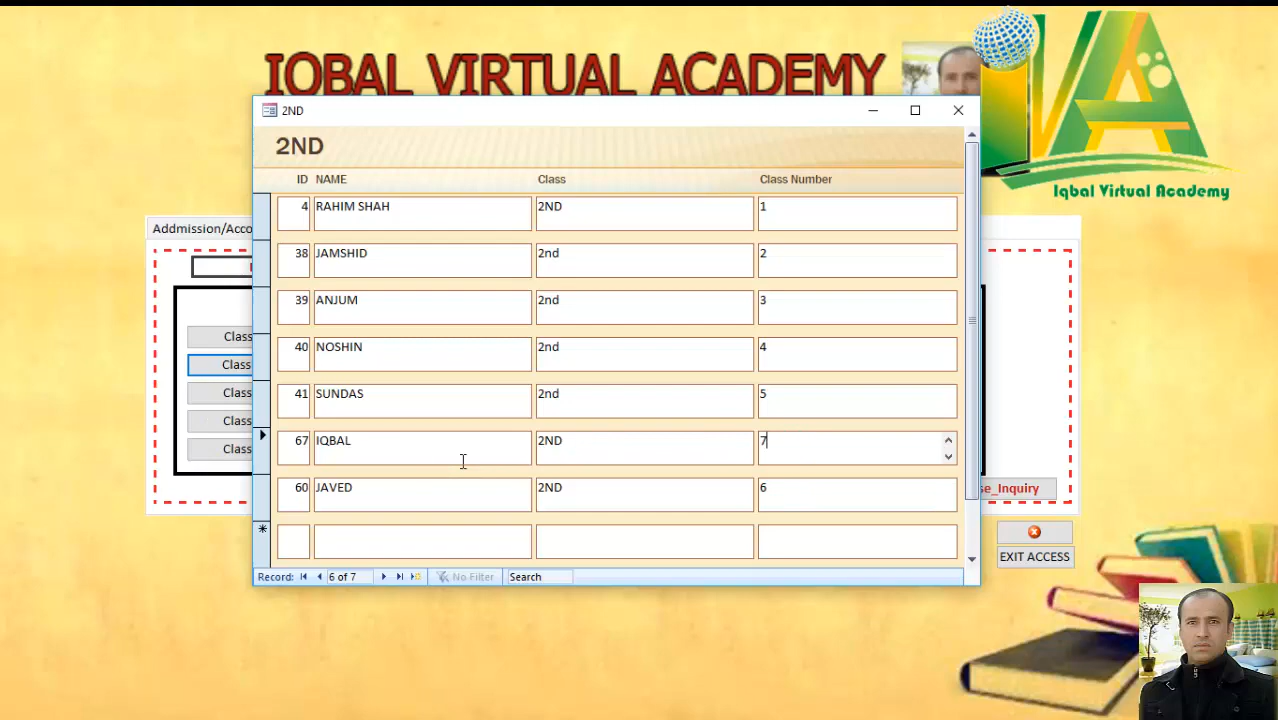 IQBAL VIRTUAL ACADEMY
Iqbal Virtual Academy
2ND
2ND
ID NAME Class Class Number
4 RAHIM SHAH 2ND 1
38 JAMSHID 2nd 2
39 ANJUM 2nd 3
40 NOSHIN 2nd 4
41 SUNDAS 2nd 5
67 IQBAL 2ND 7
60 JAVED 2ND 6
Record: 6 of 7 No Filter Search
Addmission/Acco
Class
Class
Class
Class
Class
se_Inquiry
EXIT ACCESS